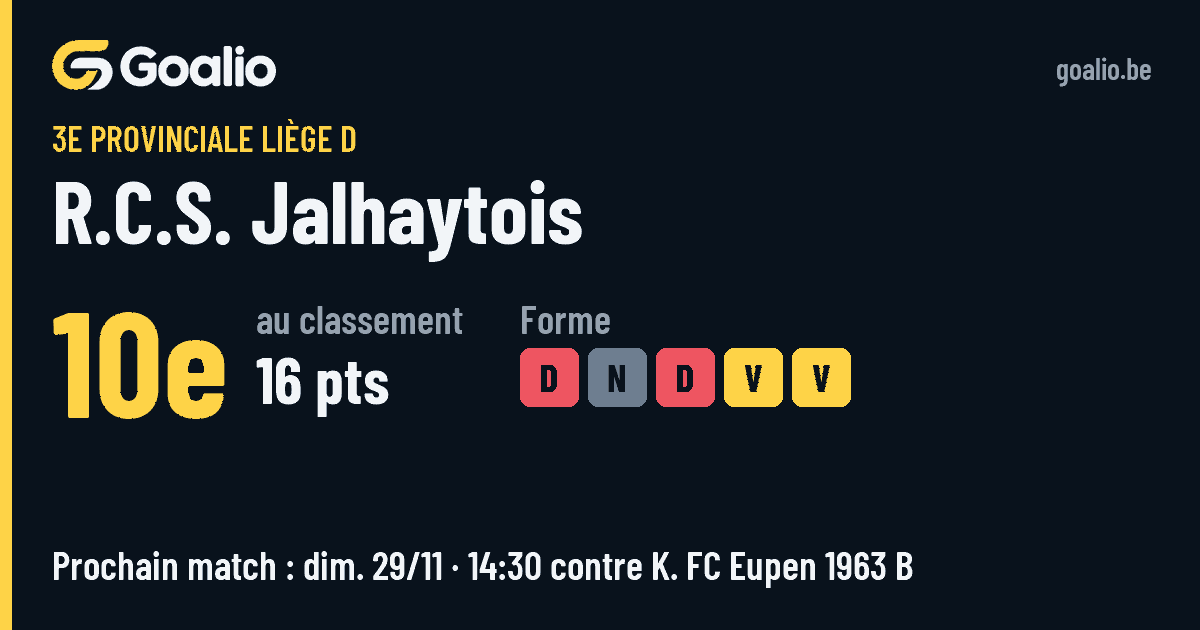 Goalio
goalio.be
3E PROVINCIALE LIÈGE D
R.C.S. Jalhaytois
10e
au classement
16 pts
Forme
D N D V V
Prochain match : dim. 29/11 · 14:30 contre K. FC Eupen 1963 B